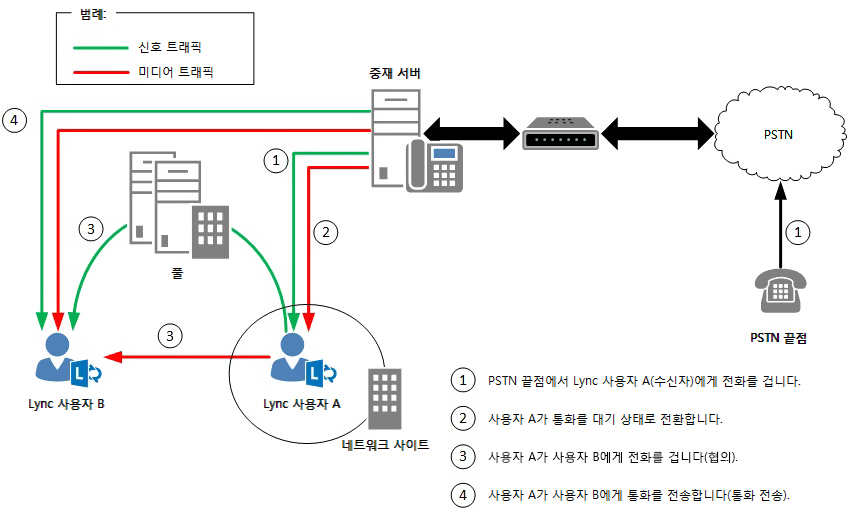 범례:
신호 트래픽
미디어 트래픽
중재 서버
4
1
PSTN
3
2
1
풀
3
PSTN 끝점
Lync 사용자 B
Lync 사용자 A
네트워크 사이트
1 PSTN 끝점에서 Lync 사용자 A(수신자)에게 전화를 겁니다.
2 사용자 A가 통화를 대기 상태로 전환합니다.
3 사용자 A가 사용자 B에게 전화를 겁니다(협의).
4 사용자 A가 사용자 B에게 통화를 전송합니다(통화 전송).